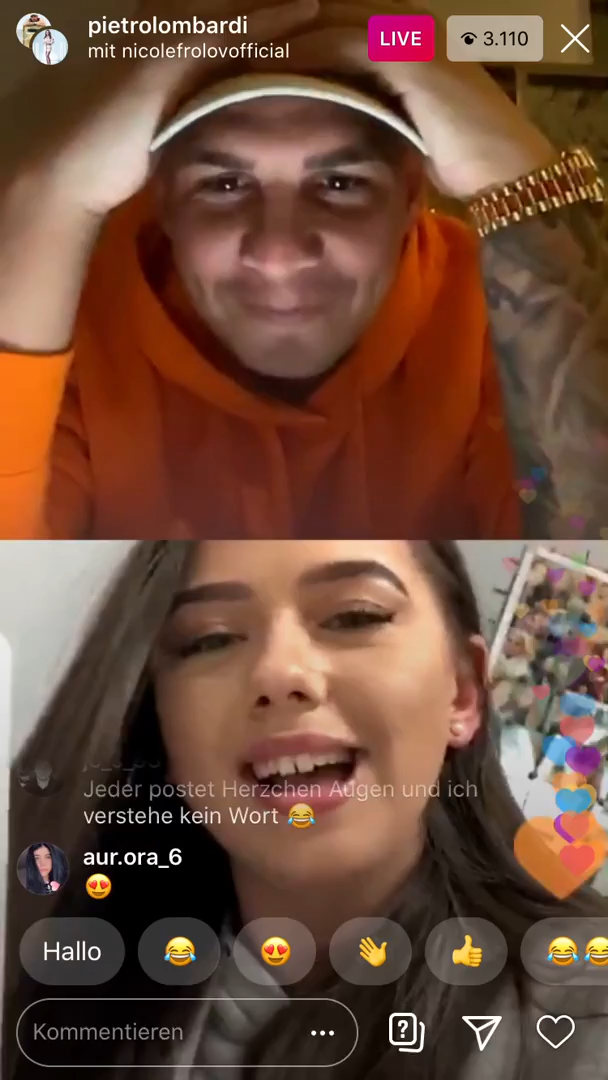 pietrolombardi
mit nicolefrolovofficial
LIVE
3.110
Jeder postet Herzchen Augen und ich
verstehe kein Wort 😂
aur.ora_6
😍
Hallo
Kommentieren